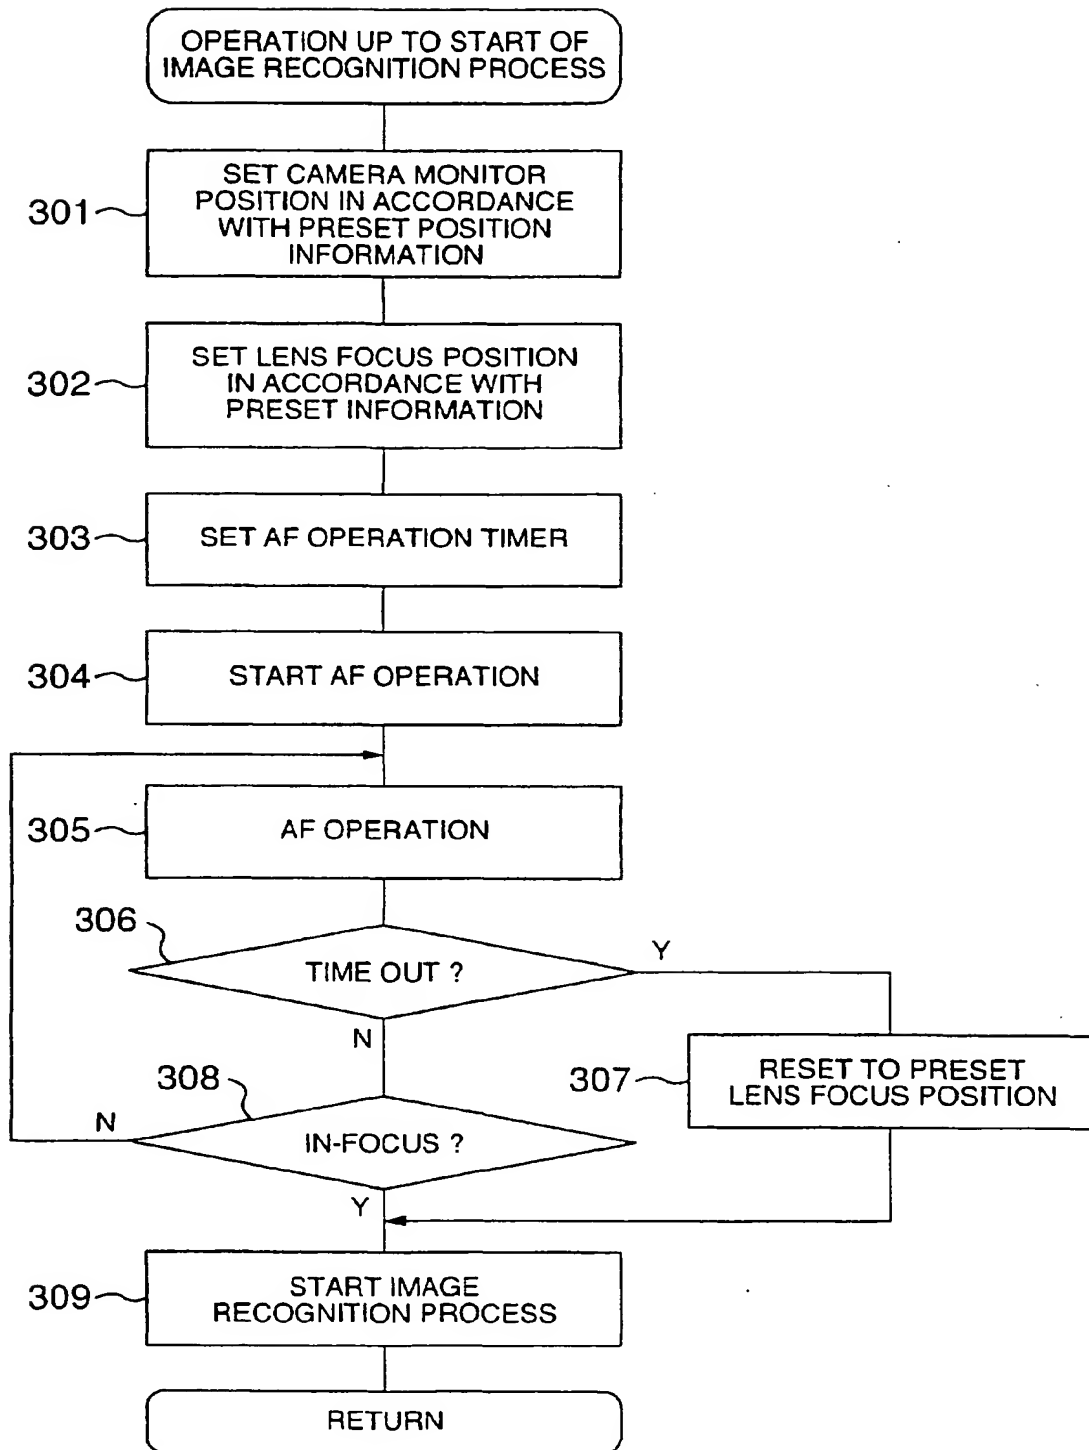 OPERATION UP TO START OF
IMAGE RECOGNITION PROCESS
301
SET CAMERA MONITOR
POSITION IN ACCORDANCE
WITH PRESET POSITION
INFORMATION
302
SET LENS FOCUS POSITION
IN ACCORDANCE WITH
PRESET INFORMATION
303
SET AF OPERATION TIMER
304
START AF OPERATION
305
AF OPERATION
306
TIME OUT ?
Y
N
307
RESET TO PRESET
LENS FOCUS POSITION
308
N
IN-FOCUS ?
Y
309
START IMAGE
RECOGNITION PROCESS
RETURN